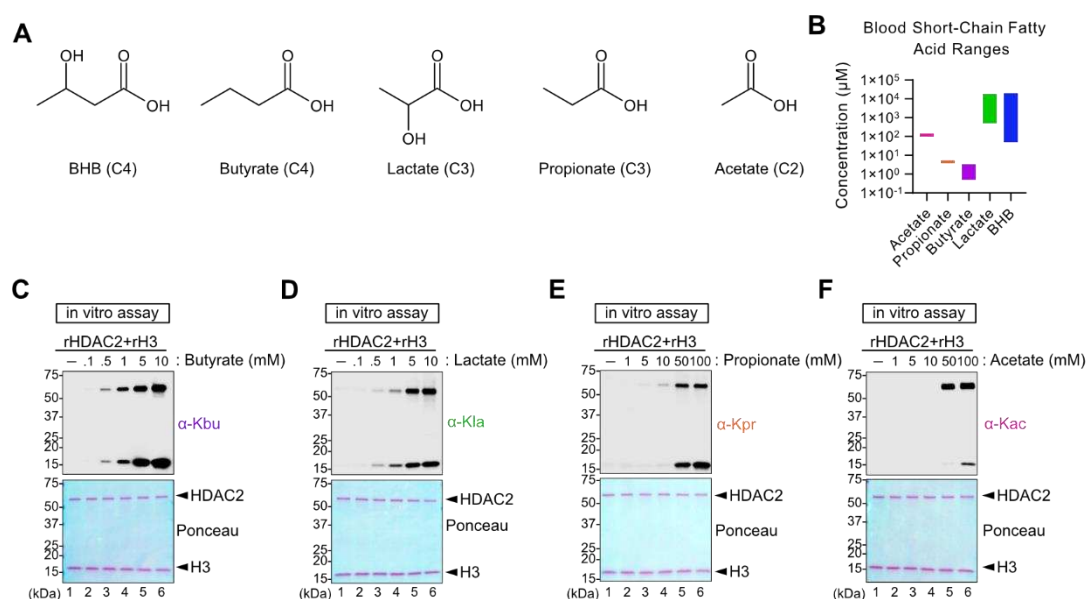 A
OH
O
OH
BHB (C4)
O
OH
Butyrate (C4)
O
OH
OH
Lactate (C3)
O
OH
Propionate (C3)
O
OH
Acetate (C2)
B
Blood Short-Chain Fatty
Acid Ranges
Concentration (μM)
1×10⁵
1×10⁴
1×10³
1×10²
1×10¹
1×10⁰
1×10⁻¹
Acetate
Propionate
Butyrate
Lactate
BHB
C
in vitro assay
rHDAC2+rH3
– .1 .5 1 5 10 : Butyrate (mM)
75
50
37
25
20
15
α-Kbu
75
50
37
25
20
15
HDAC2
Ponceau
H3
(kDa) 1 2 3 4 5 6
D
in vitro assay
rHDAC2+rH3
– .1 .5 1 5 10 : Lactate (mM)
75
50
37
25
20
15
α-Kla
75
50
37
25
20
15
HDAC2
Ponceau
H3
(kDa) 1 2 3 4 5 6
E
in vitro assay
rHDAC2+rH3
– 1 5 10 50 100 : Propionate (mM)
75
50
37
25
20
15
α-Kpr
75
50
37
25
20
15
HDAC2
Ponceau
H3
(kDa) 1 2 3 4 5 6
F
in vitro assay
rHDAC2+rH3
– 1 5 10 50 100 : Acetate (mM)
75
50
37
25
20
15
α-Kac
75
50
37
25
20
15
HDAC2
Ponceau
H3
(kDa) 1 2 3 4 5 6